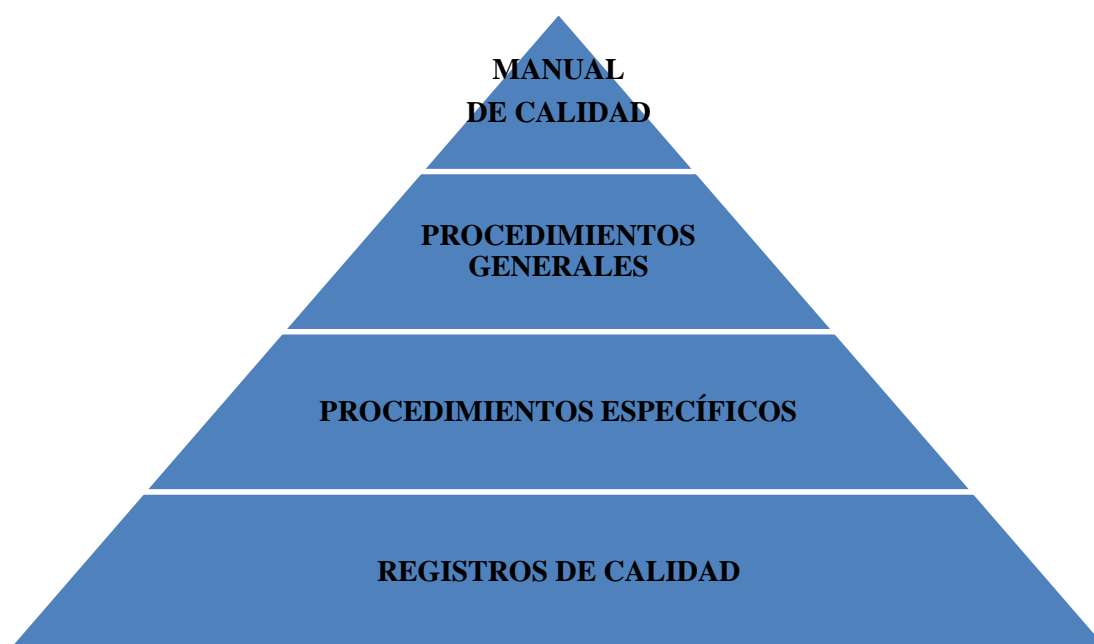 MANUAL
DE CALIDAD
PROCEDIMIENTOS
GENERALES
PROCEDIMIENTOS ESPECÍFICOS
REGISTROS DE CALIDAD